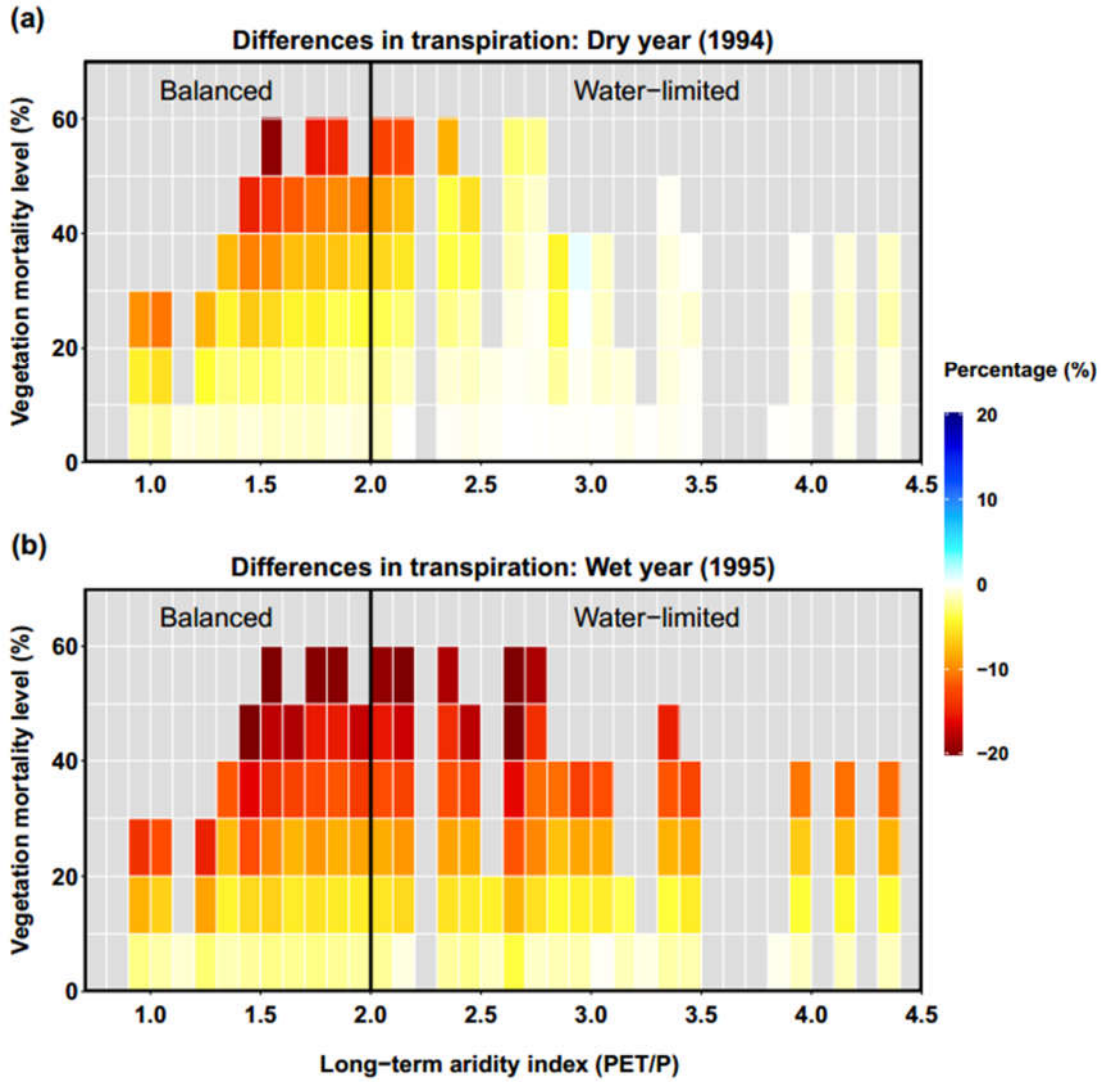 (a)
Differences in transpiration: Dry year (1994)
Balanced
Water−limited
Vegetation mortality level (%)
60
40
20
0
1.0 1.5 2.0 2.5 3.0 3.5 4.0 4.5
Percentage (%)
20
10
0
−10
−20
(b)
Differences in transpiration: Wet year (1995)
Balanced
Water−limited
Vegetation mortality level (%)
60
40
20
0
1.0 1.5 2.0 2.5 3.0 3.5 4.0 4.5
Long−term aridity index (PET/P)